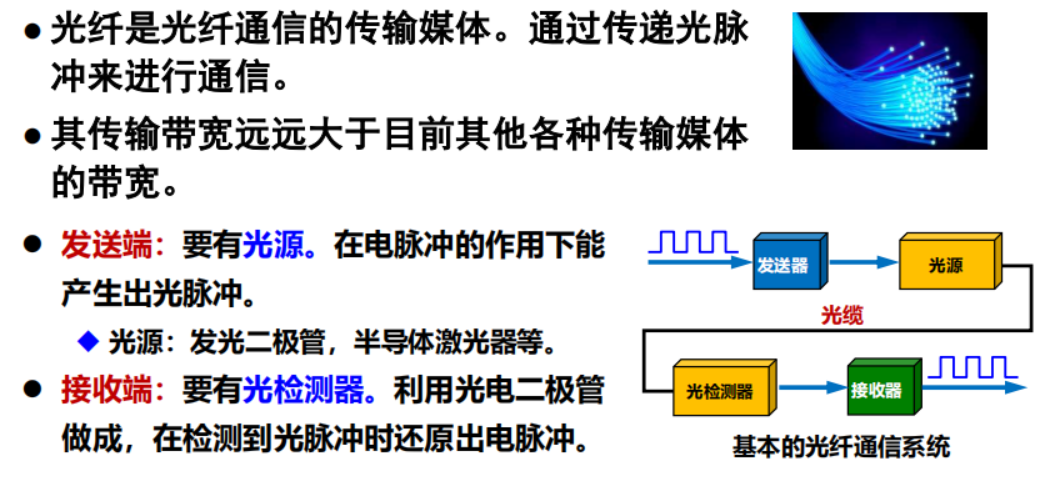 ● 光纤是光纤通信的传输媒体。通过传递光脉
冲来进行通信。
● 其传输带宽远远大于目前其他各种传输媒体
的带宽。
● 发送端：要有光源。在电脉冲的作用下能
产生出光脉冲。
◆ 光源：发光二极管，半导体激光器等。
● 接收端：要有光检测器。利用光电二极管
做成，在检测到光脉冲时还原出电脉冲。
发送器
光源
光缆
光检测器
接收器
基本的光纤通信系统